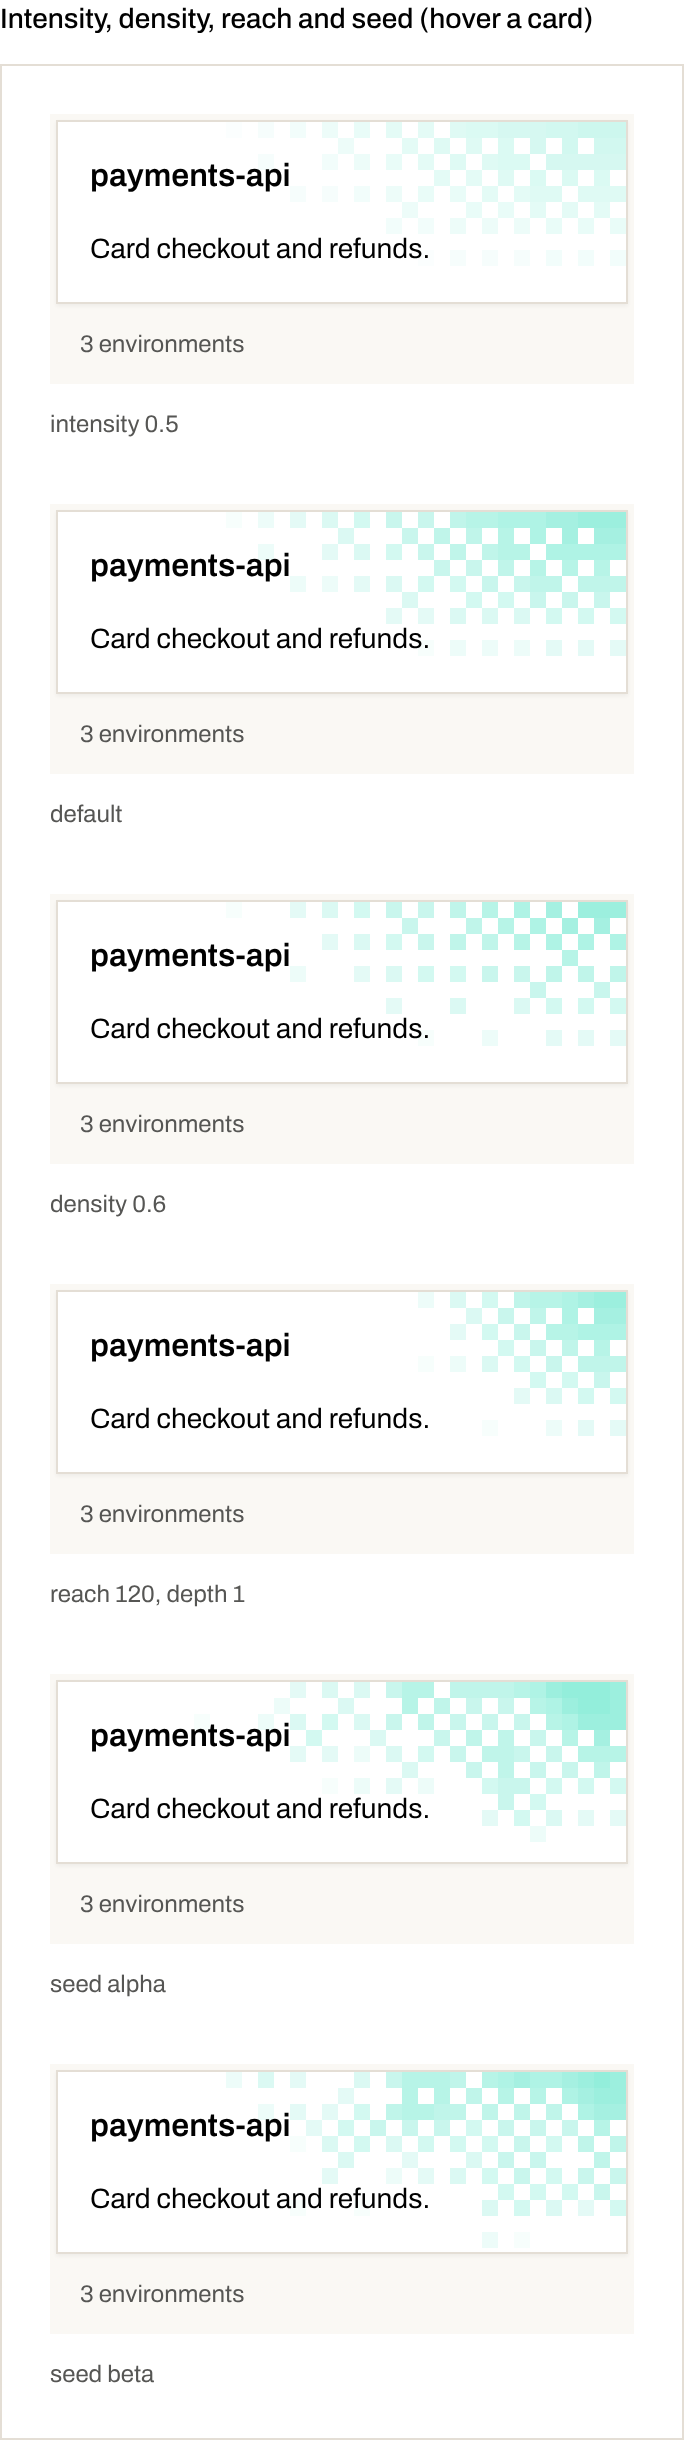 Intensity, density, reach and seed (hover a card)
payments-api
Card checkout and refunds.
3 environments
intensity 0.5
payments-api
Card checkout and refunds.
3 environments
default
payments-api
Card checkout and refunds.
3 environments
density 0.6
payments-api
Card checkout and refunds.
3 environments
reach 120, depth 1
payments-api
Card checkout and refunds.
3 environments
seed alpha
payments-api
Card checkout and refunds.
3 environments
seed beta